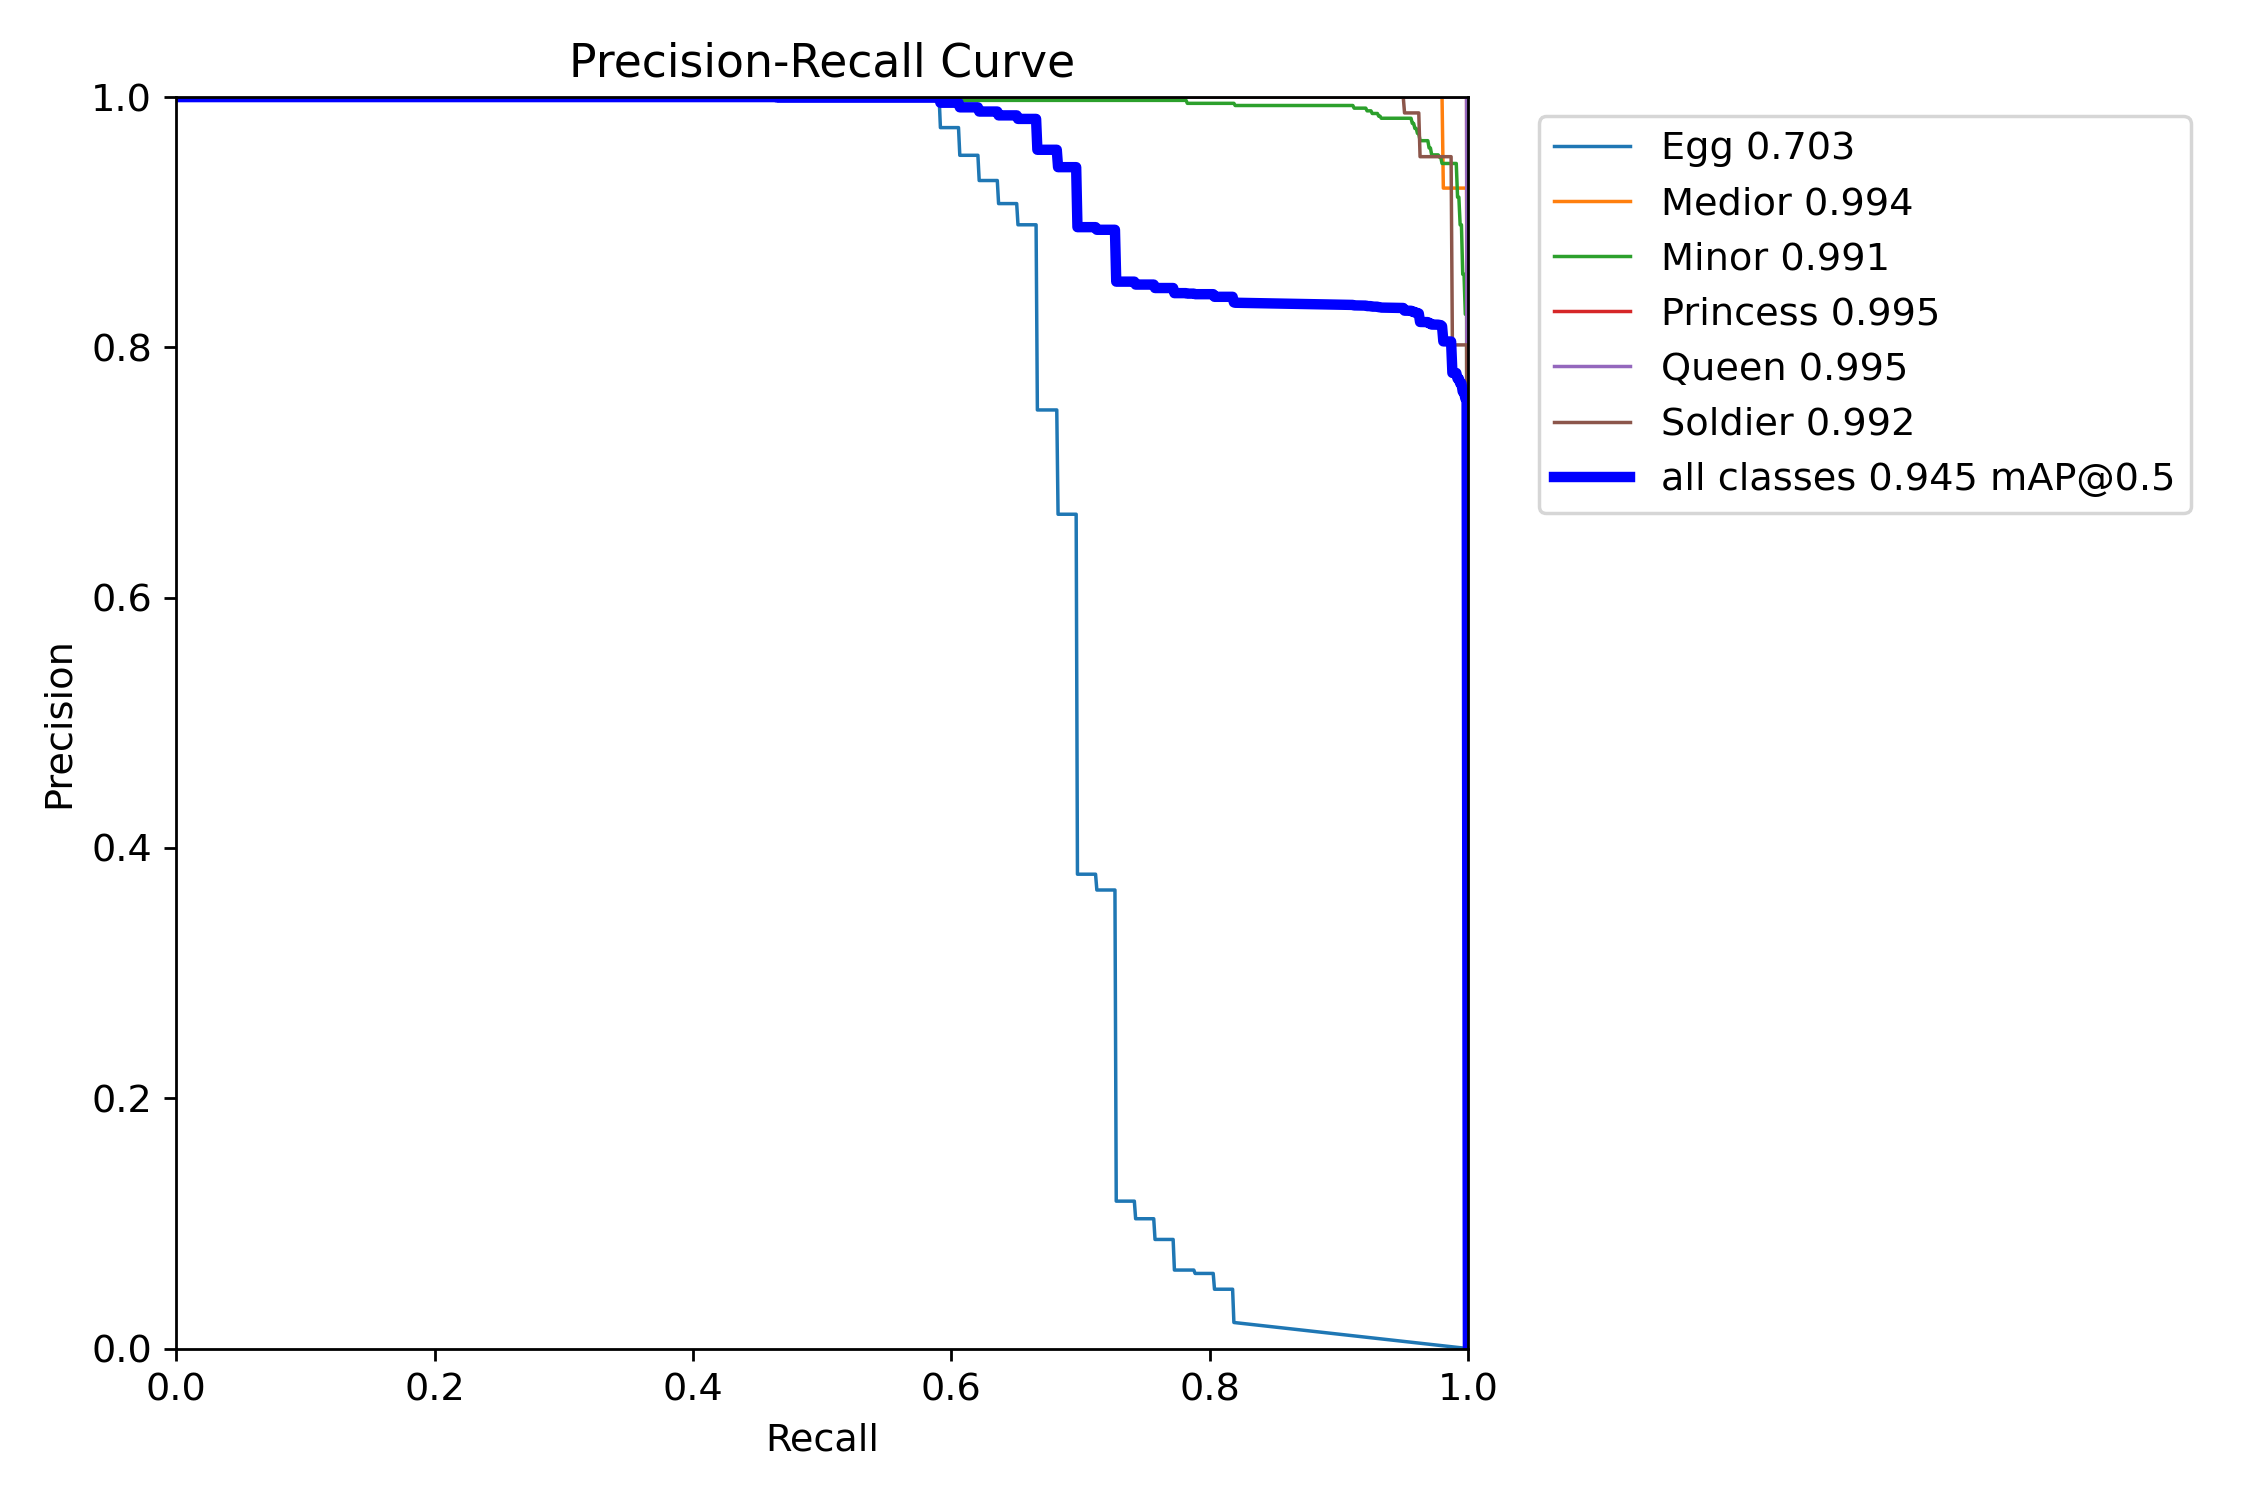 Precision-Recall Curve
1.0
0.8
0.6
0.4
0.2
0.0
Precision
0.0 0.2 0.4 0.6 0.8 1.0
Recall
Egg 0.703
Medior 0.994
Minor 0.991
Princess 0.995
Queen 0.995
Soldier 0.992
all classes 0.945 mAP@0.5